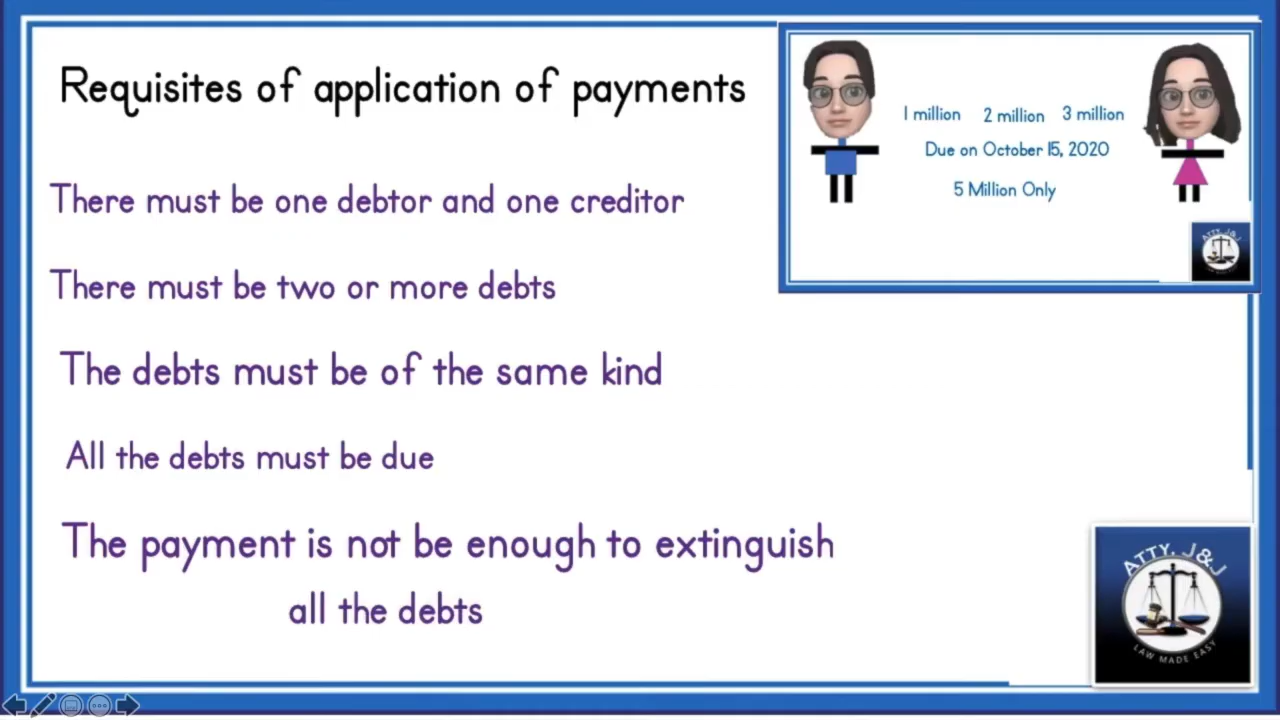 Requisites of application of payments
There must be one debtor and one creditor
There must be two or more debts
The debts must be of the same kind
All the debts must be due
The payment is not be enough to extinguish
all the debts
1 million 2 million 3 million
Due on October 15, 2020
5 Million Only
ATTY. J&J
ATTY. J&J
LAW MADE EASY